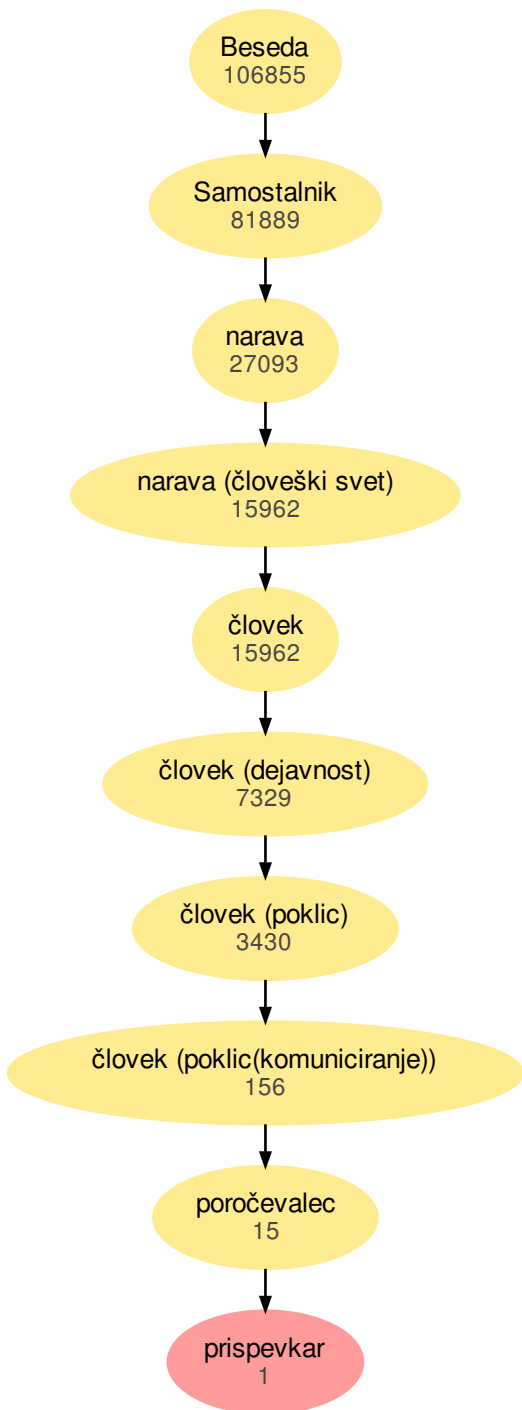 Beseda
106855
Samostalnik
81889
narava
27093
narava (človeški svet)
15962
človek
15962
človek (dejavnost)
7329
človek (poklic)
3430
človek (poklic(komuniciranje))
156
poročevalec
15
prispevkar
1